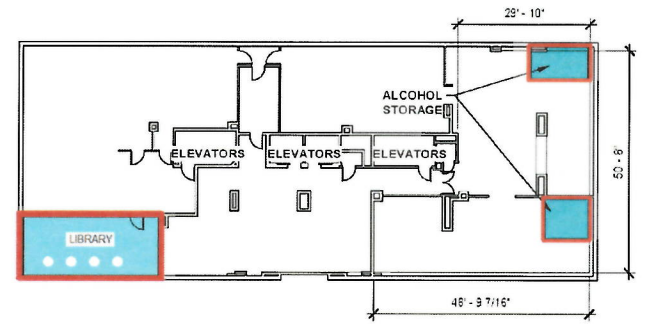 29' - 10"
ALCOHOL
STORAGE
ELEVATORS ELEVATORS ELEVATORS
50' - 8"
LIBRARY
48' - 9 7/16"